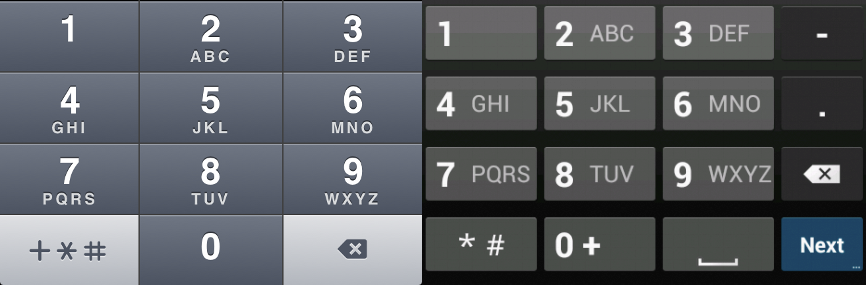 1 2 3
ABC DEF
4 5 6
GHI JKL MNO
7 8 9
PQRS TUV WXYZ
+*# 0
1 2 ABC 3 DEF -
4 GHI 5 JKL 6 MNO .
7 PQRS 8 TUV 9 WXYZ
* # 0 + Next
...